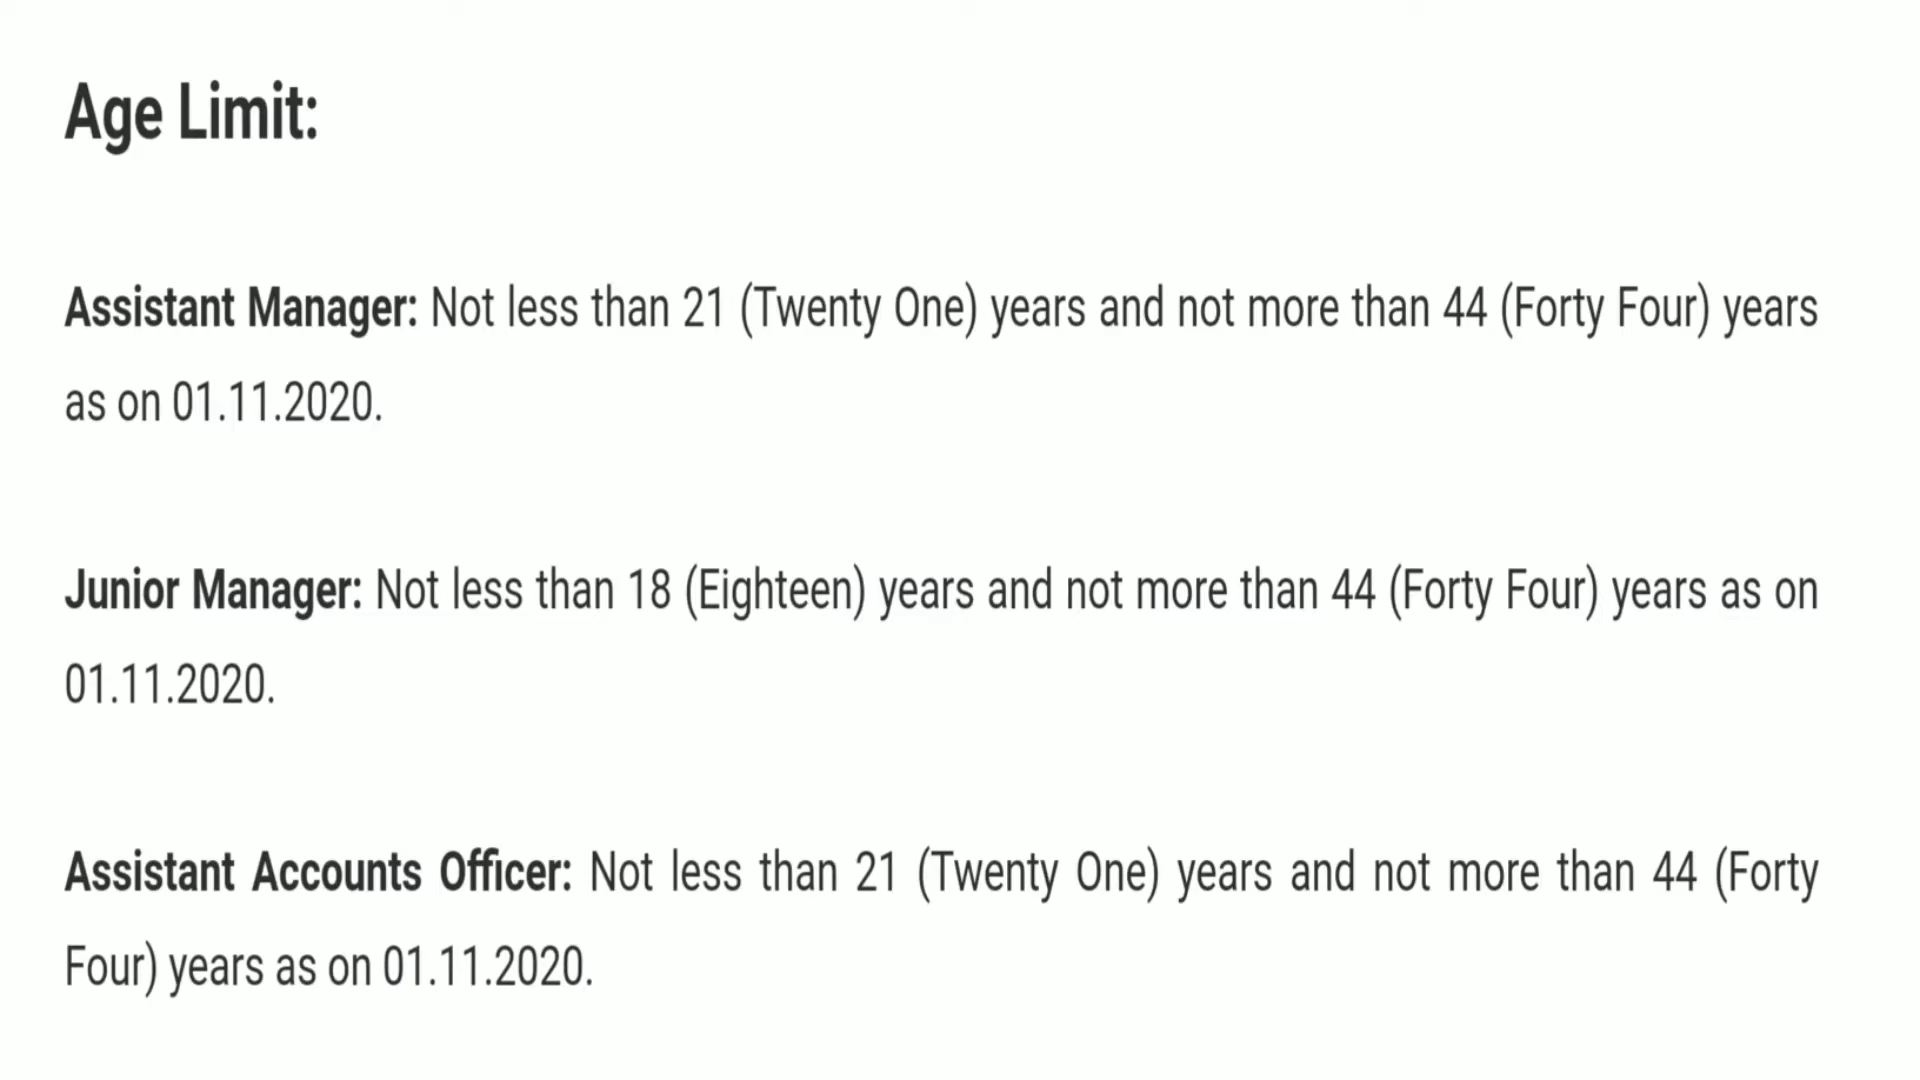 Age Limit:
Assistant Manager: Not less than 21 (Twenty One) years and not more than 44 (Forty Four) years
as on 01.11.2020.
Junior Manager: Not less than 18 (Eighteen) years and not more than 44 (Forty Four) years as on
01.11.2020.
Assistant Accounts Officer: Not less than 21 (Twenty One) years and not more than 44 (Forty
Four) years as on 01.11.2020.